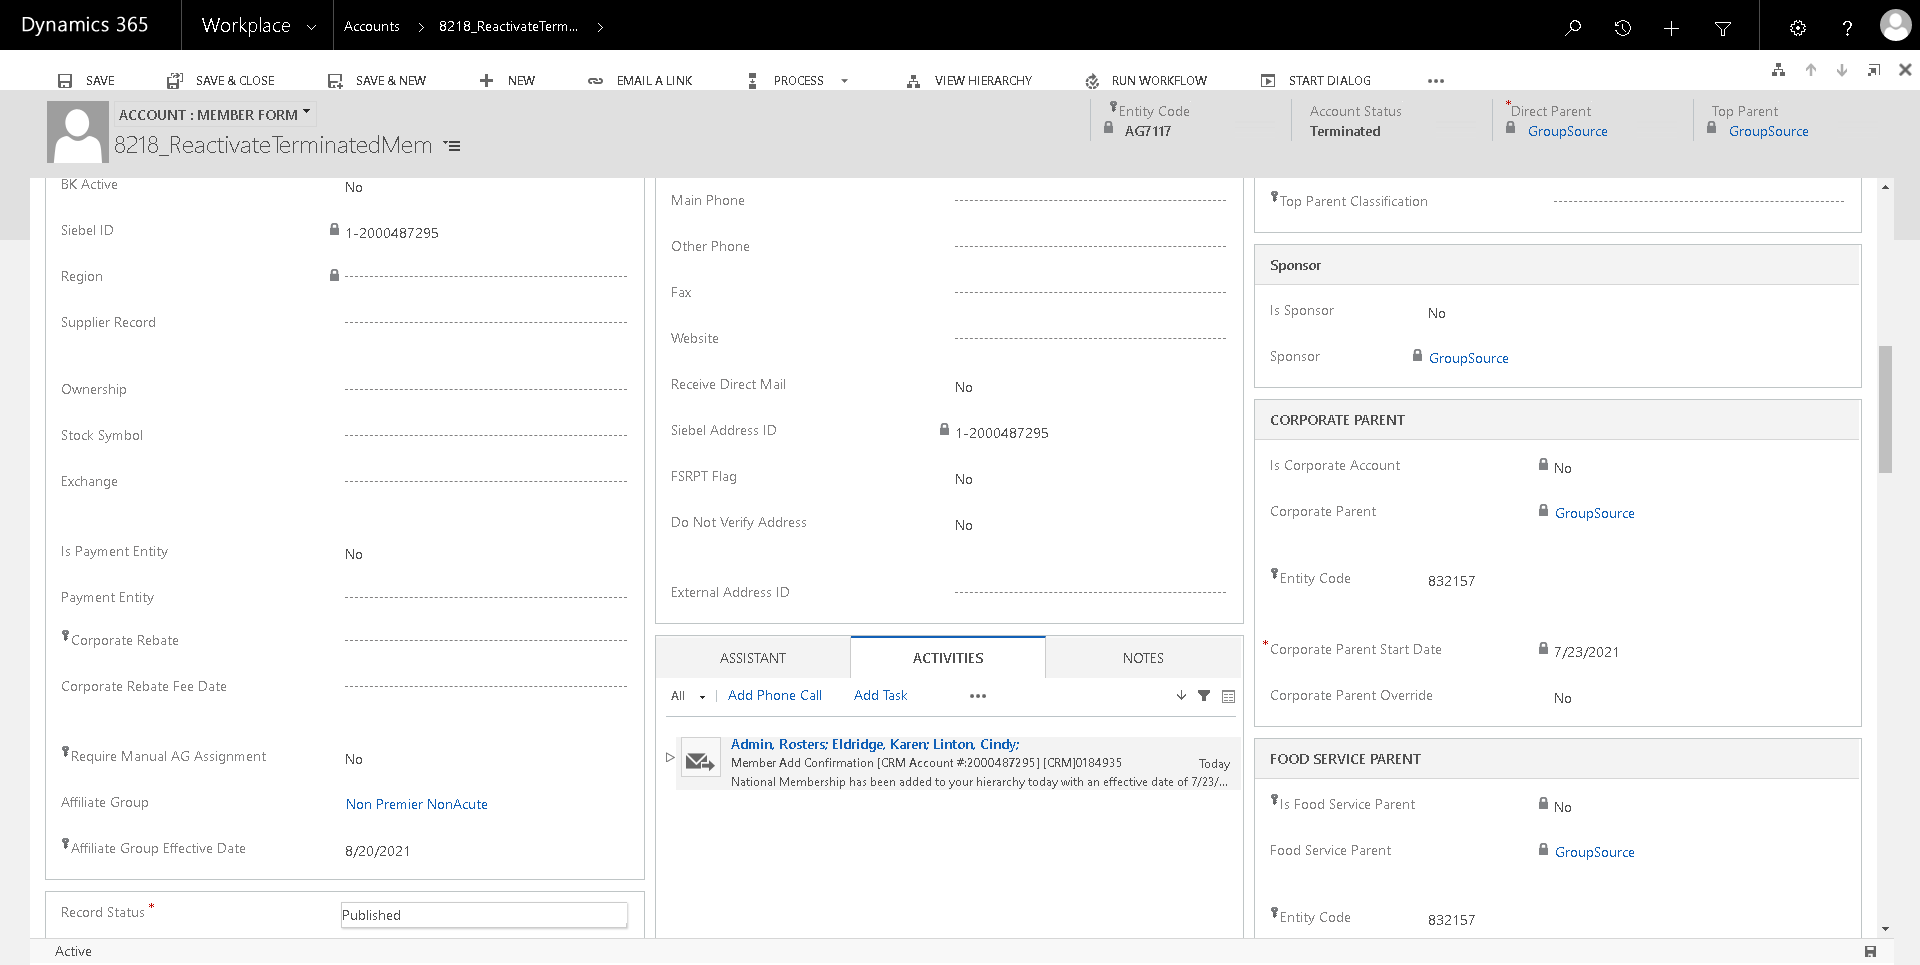 Dynamics 365
Workplace
Accounts
8218_ReactivateTerm...
SAVE
SAVE & CLOSE
SAVE & NEW
NEW
EMAIL A LINK
PROCESS
VIEW HIERARCHY
RUN WORKFLOW
START DIALOG
ACCOUNT : MEMBER FORM
8218_ReactivateTerminatedMem
Entity Code
AG7117
Account Status
Terminated
*Direct Parent
GroupSource
Top Parent
GroupSource
BK Active
No
Siebel ID
1-2000487295
Region
Supplier Record
Ownership
Stock Symbol
Exchange
Is Payment Entity
No
Payment Entity
Corporate Rebate
Corporate Rebate Fee Date
Require Manual AG Assignment
No
Affiliate Group
Non Premier NonAcute
Affiliate Group Effective Date
8/20/2021
Record Status *
Published
Main Phone
Other Phone
Fax
Website
Receive Direct Mail
No
Siebel Address ID
1-2000487295
FSRPT Flag
No
Do Not Verify Address
No
External Address ID
ASSISTANT
ACTIVITIES
NOTES
All
Add Phone Call
Add Task
Admin, Rosters; Eldridge, Karen; Linton, Cindy;
Member Add Confirmation [CRM Account #:2000487295] [CRM]0184935
Today
National Membership has been added to your hierarchy today with an effective date of 7/23/...
Top Parent Classification
Sponsor
Is Sponsor
No
Sponsor
GroupSource
CORPORATE PARENT
Is Corporate Account
No
Corporate Parent
GroupSource
Entity Code
832157
*Corporate Parent Start Date
7/23/2021
Corporate Parent Override
No
FOOD SERVICE PARENT
Is Food Service Parent
No
Food Service Parent
GroupSource
Entity Code
832157
Active